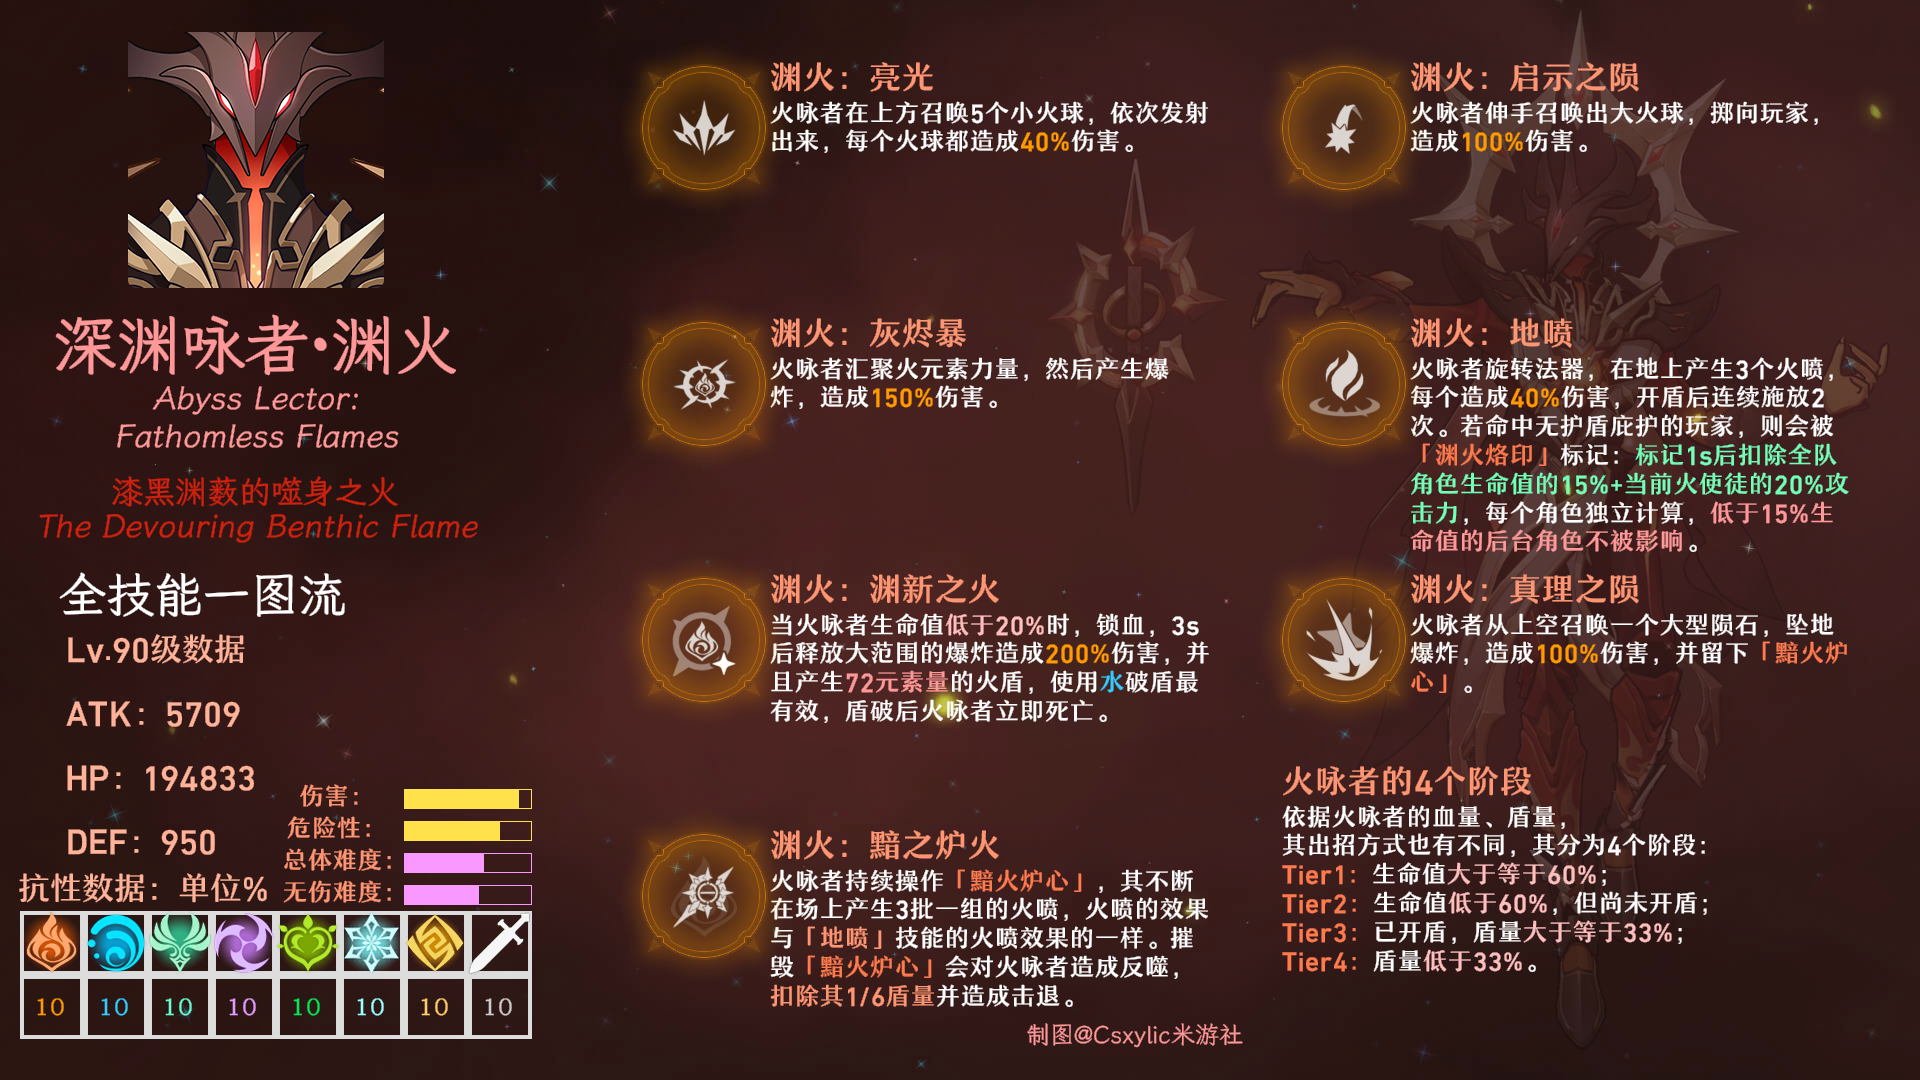 深渊咏者·渊火
Abyss Lector:
Fathomless Flames
漆黑渊薮的噬身之火
The Devouring Benthic Flame
全技能一图流
Lv.90级数据
ATK：5709
HP：194833
DEF：950
伤害：
危险性：
总体难度：
无伤难度：
抗性数据：单位%
10 10 10 10 10 10 10 10
渊火：亮光
火咏者在上方召唤5个小火球，依次发射
出来，每个火球都造成40%伤害。
渊火：灰烬暴
火咏者汇聚火元素力量，然后产生爆
炸，造成150%伤害。
渊火：渊新之火
当火咏者生命值低于20%时，锁血，3s
后释放大范围的爆炸造成200%伤害，并
且产生72元素量的火盾，使用水破盾最
有效，盾破后火咏者立即死亡。
渊火：黯之炉火
火咏者持续操作「黯火炉心」，其不断
在场上产生3批一组的火喷，火喷的效果
与「地喷」技能的火喷效果的一样。摧
毁「黯火炉心」会对火咏者造成反噬，
扣除其1/6盾量并造成击退。
渊火：启示之陨
火咏者伸手召唤出大火球，掷向玩家，
造成100%伤害。
渊火：地喷
火咏者旋转法器，在地上产生3个火喷，
每个造成40%伤害，开盾后连续施放2
次。若命中无护盾庇护的玩家，则会被
「渊火烙印」标记：标记1s后扣除全队
角色生命值的15%+当前火使徒的20%攻
击力，每个角色独立计算，低于15%生
命值的后台角色不被影响。
渊火：真理之陨
火咏者从上空召唤一个大型陨石，坠地
爆炸，造成100%伤害，并留下「黯火炉
心」。
火咏者的4个阶段
依据火咏者的血量、盾量，
其出招方式也有不同，其分为4个阶段：
Tier1：生命值大于等于60%；
Tier2：生命值低于60%，但尚未开盾；
Tier3：已开盾，盾量大于等于33%；
Tier4：盾量低于33%。
制图@Csxylic米游社